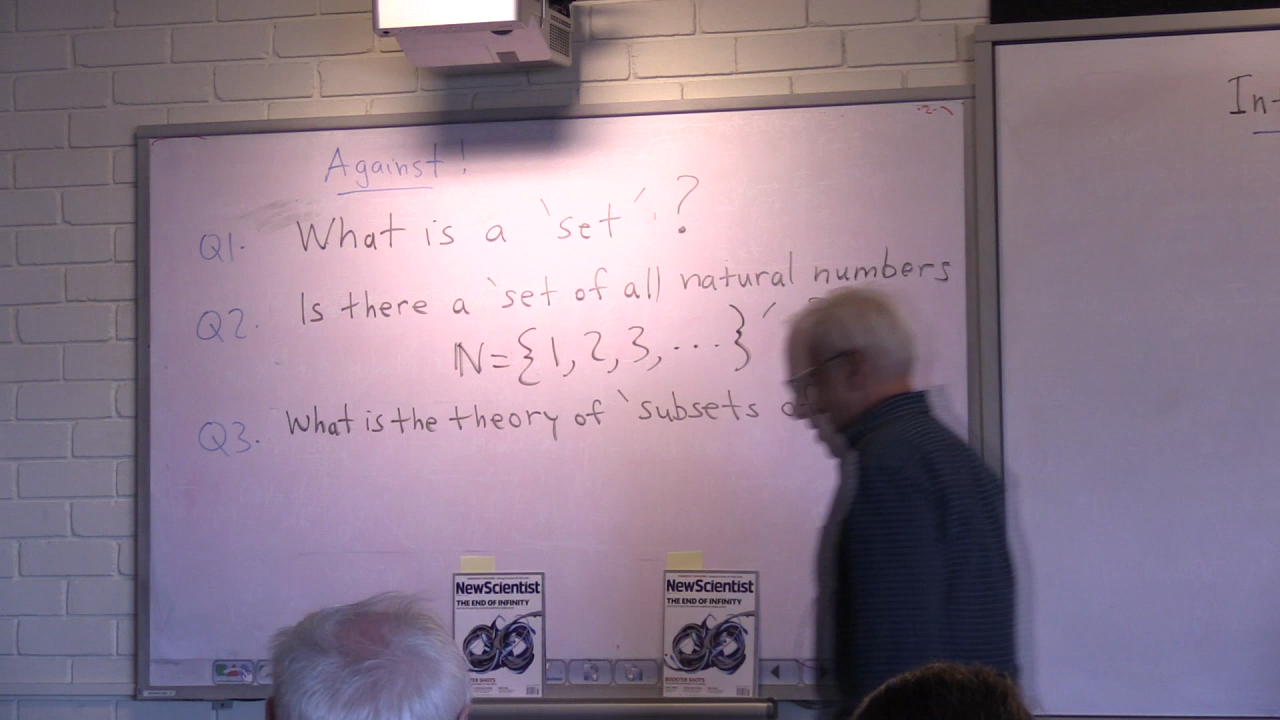 Against!
Q1. What is a 'set'?
Q2. Is there a 'set of all natural numbers
N={1,2,3,...}'
Q3. What is the theory of 'subsets
In
NewScientist
THE END OF INFINITY
NewScientist
THE END OF INFINITY
BOOSTER SHOTS